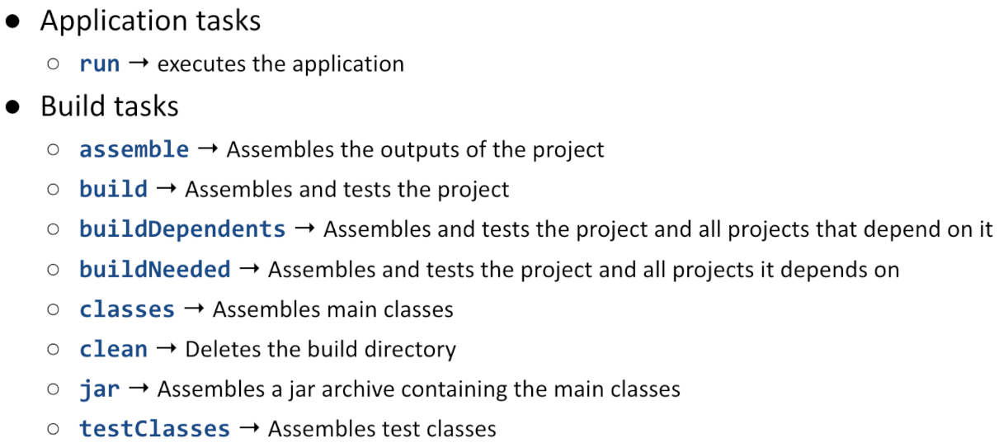 ● Application tasks
○ run → executes the application
● Build tasks
○ assemble → Assembles the outputs of the project
○ build → Assembles and tests the project
○ buildDependents → Assembles and tests the project and all projects that depend on it
○ buildNeeded → Assembles and tests the project and all projects it depends on
○ classes → Assembles main classes
○ clean → Deletes the build directory
○ jar → Assembles a jar archive containing the main classes
○ testClasses → Assembles test classes